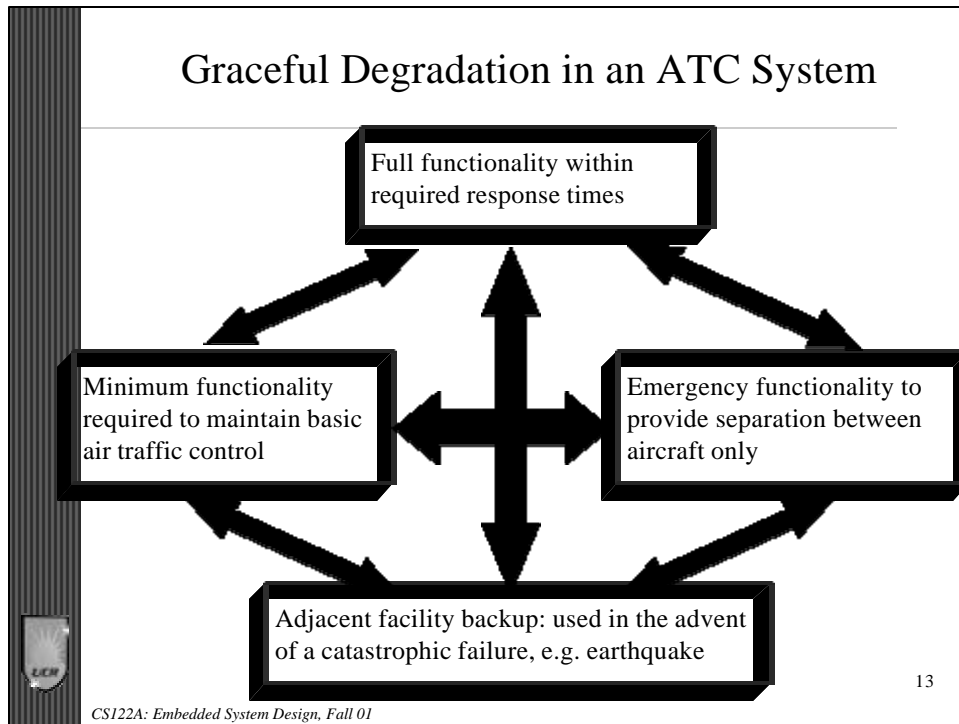 Graceful Degradation in an ATC System
Full functionality within
required response times
Minimum functionality
required to maintain basic
air traffic control
Emergency functionality to
provide separation between
aircraft only
Adjacent facility backup: used in the advent
of a catastrophic failure, e.g. earthquake
UCR
13
CS122A: Embedded System Design, Fall 01